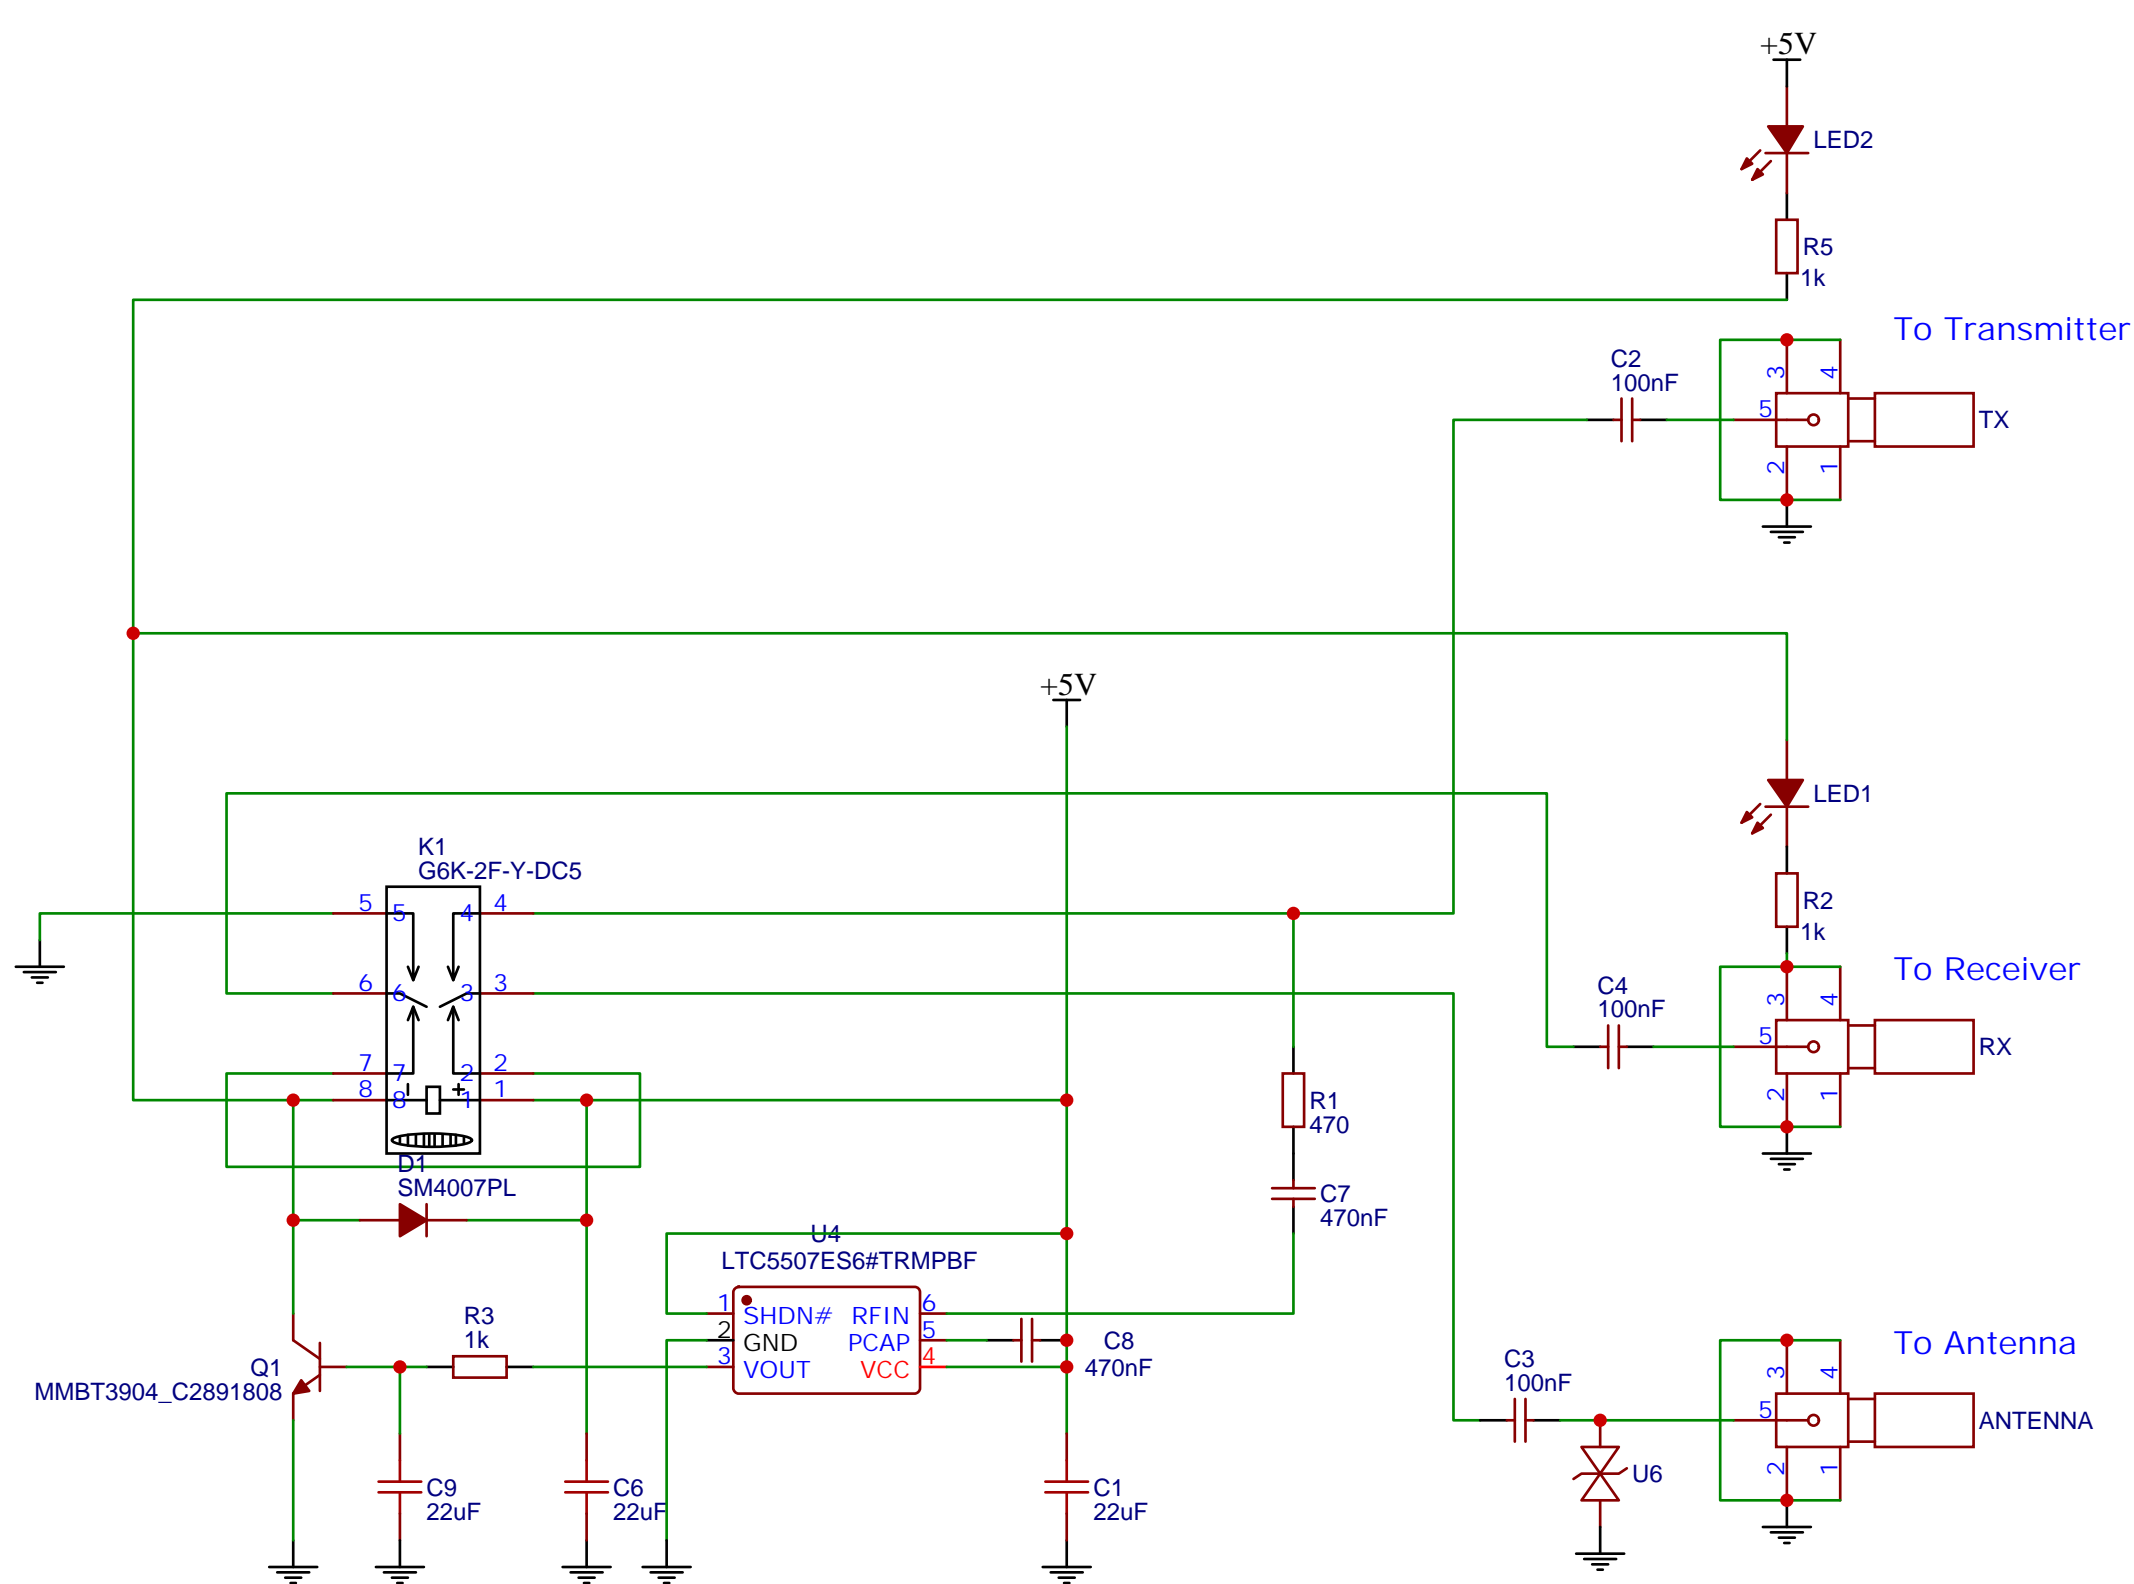 +5V
LED2
R5
1k
To Transmitter
C2
100nF
3
4
5
TX
2
1
+5V
LED1
K1
G6K-2F-Y-DC5
R2
1k
5
5
4
4
To Receiver
6
6
3
3
C4
100nF
3
4
5
RX
7
7
2
2
8
8
1
1
2
1
R1
470
D1
SM4007PL
C7
470nF
U4
LTC5507ES6#TRMPBF
1
SHDN#
RFIN
6
2
GND
PCAP
5
3
VOUT
VCC
4
C8
470nF
R3
1k
Q1
MMBT3904_C2891808
To Antenna
C3
100nF
3
4
5
ANTENNA
2
1
U6
C9
22uF
C6
22uF
C1
22uF